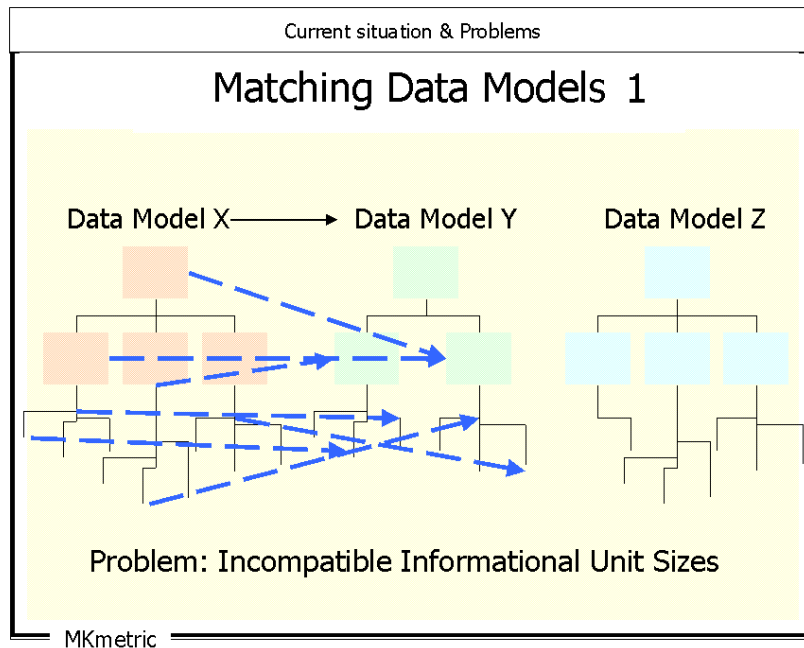 Current situation & Problems
Matching Data Models 1
Data Model X
Data Model Y
Data Model Z
Problem: Incompatible Informational Unit Sizes
MKmetric